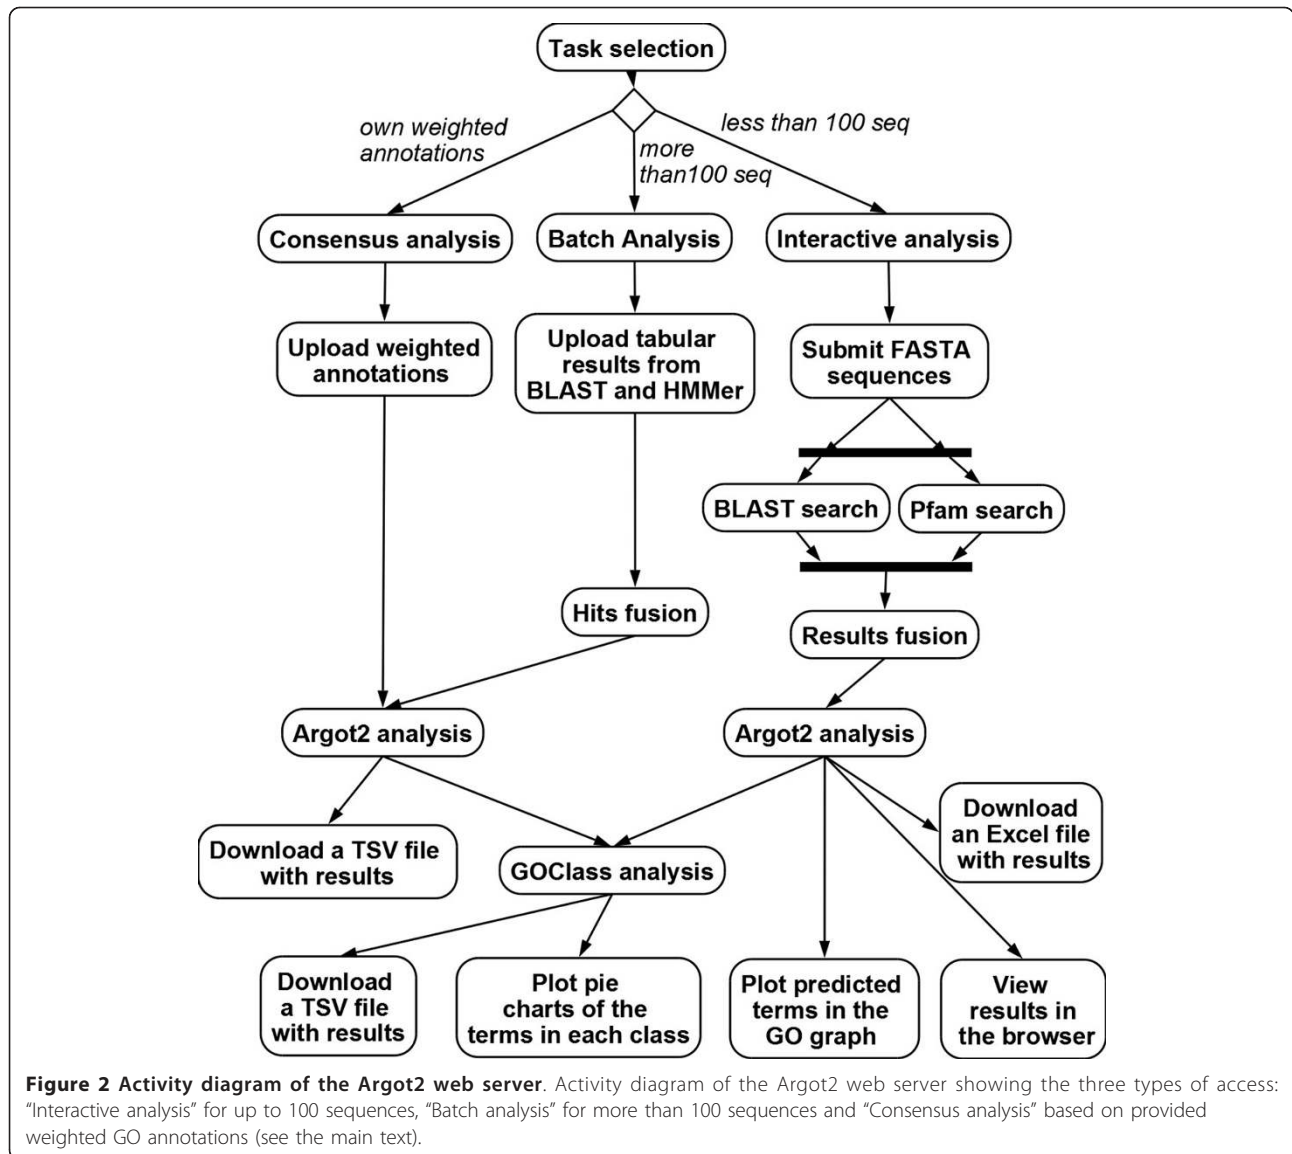 Task selection
own weighted
annotations
more
than100 seq
less than 100 seq
Consensus analysis
Batch Analysis
Interactive analysis
Upload weighted
annotations
Upload tabular
results from
BLAST and HMMer
Submit FASTA
sequences
BLAST search
Pfam search
Hits fusion
Results fusion
Argot2 analysis
Argot2 analysis
Download a TSV file
with results
GOClass analysis
Download
an Excel file
with results
Download
a TSV file
with results
Plot pie
charts of the
terms in each class
Plot predicted
terms in the
GO graph
View
results in
the browser
Figure 2 Activity diagram of the Argot2 web server. Activity diagram of the Argot2 web server showing the three types of access:
“Interactive analysis” for up to 100 sequences, “Batch analysis” for more than 100 sequences and “Consensus analysis” based on provided
weighted GO annotations (see the main text).